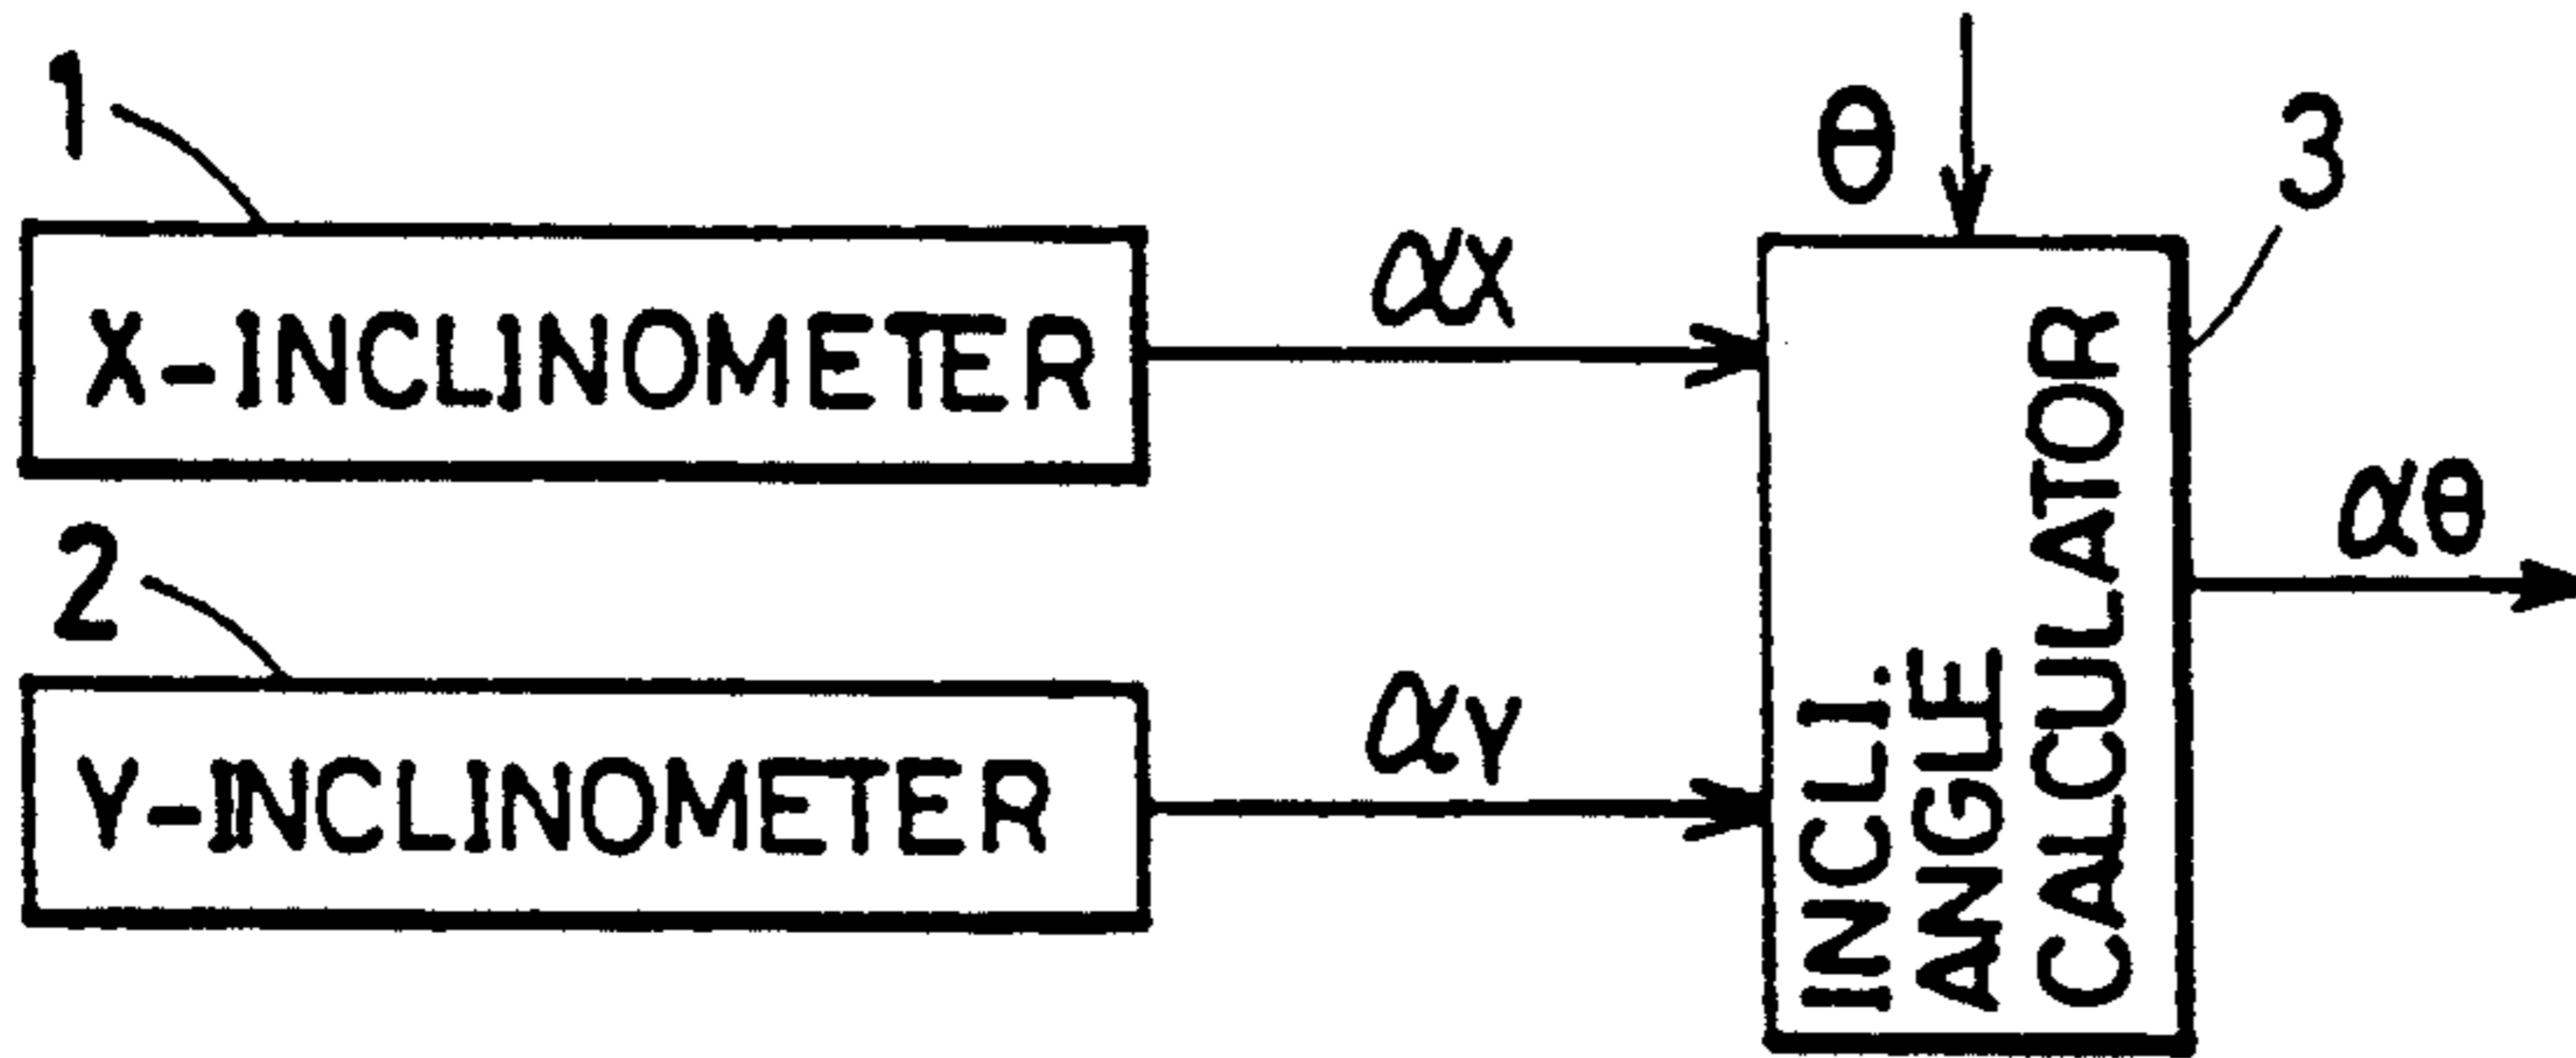 1
X-INCLINOMETER
αX
θ
3
2
Y-INCLINOMETER
αY
INCLI.
ANGLE
CALCULATOR
αθ